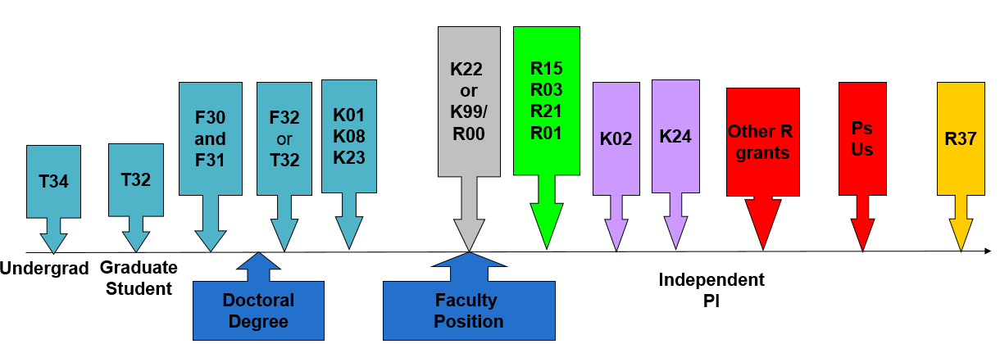 T34
T32
F30
and
F31
F32
or
T32
K01
K08
K23
K22
or
K99/
R00
R15
R03
R21
R01
K02
K24
Other R
grants
Ps
Us
R37
Undergrad
Graduate
Student
Doctoral
Degree
Faculty
Position
Independent
PI